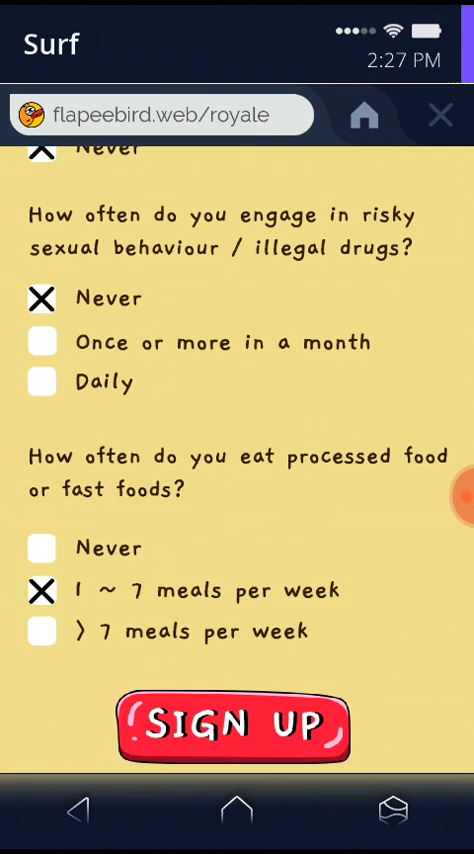 Surf
2:27 PM
flapeebird.web/royale
Never
How often do you engage in risky
sexual behaviour / illegal drugs?
Never
Once or more in a month
Daily
How often do you eat processed food
or fast foods?
Never
1 ~ 7 meals per week
> 7 meals per week
SIGN UP